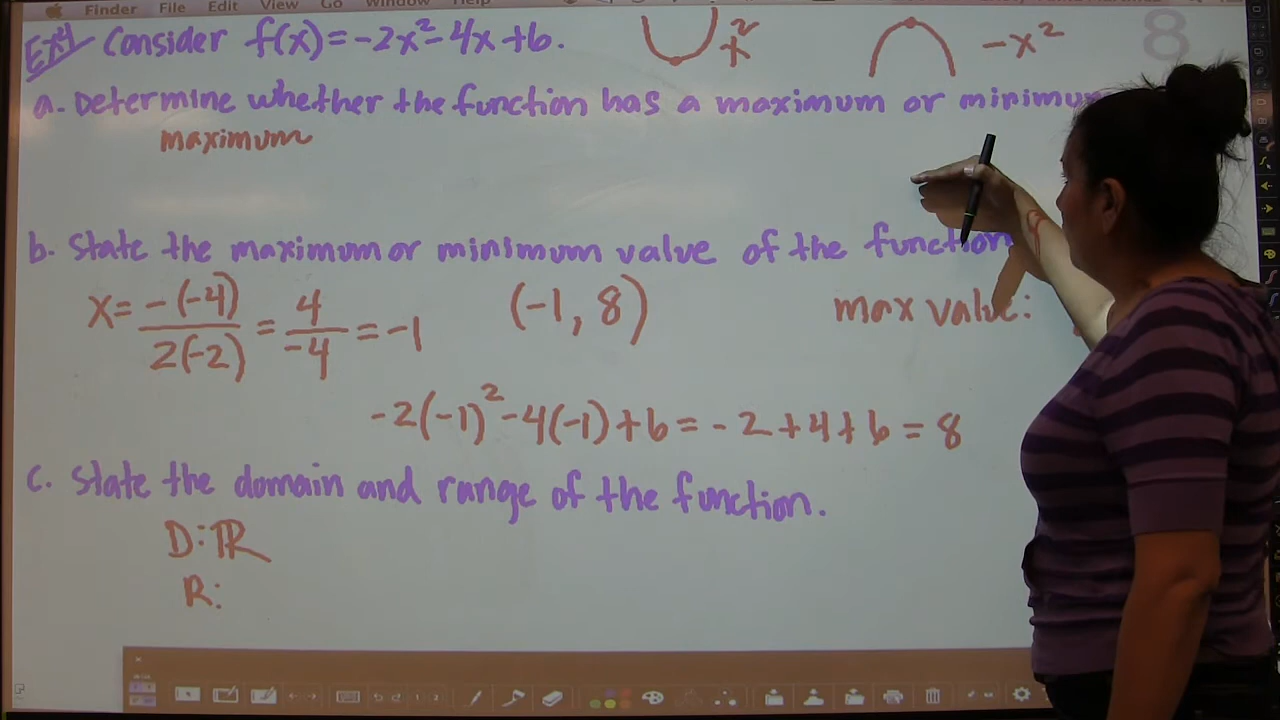 Finder File Edit View Go Window Help
Ex4 Consider f(x)=-2x²-4x+6.
x²
-x²
8
a. Determine whether the function has a maximum or minimum
maximum
b. State the maximum or minimum value of the function
x= -(-4)/2(-2) = 4/-4 = -1
(-1, 8)
max value:
-2(-1)²-4(-1)+6=-2+4+6=8
c. State the domain and range of the function.
D:ℝ
R: